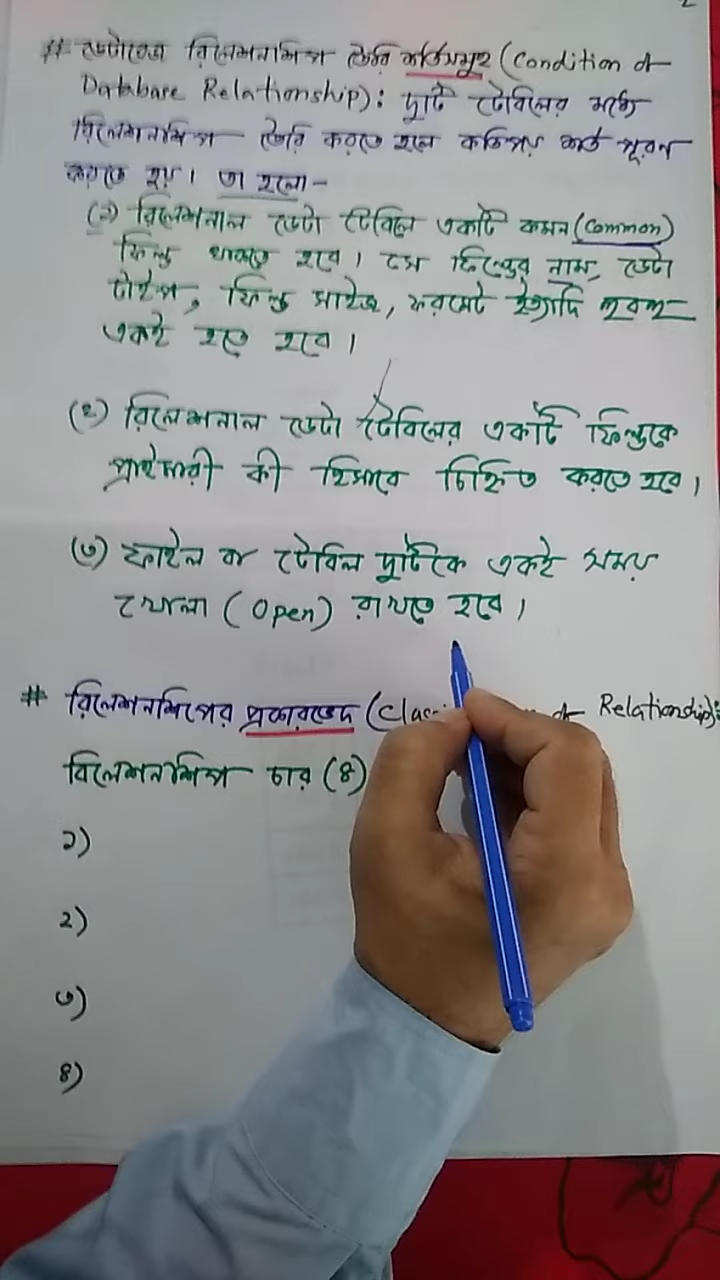 2
# ডেটাবেজ রিলেশনশিপ তৈরি শর্তসমূহ (Condition of
Database Relationship): দুটি টেবিলের মধ্যে
রিলেশনশিপ তৈরি করতে হলে কতিপয় শর্ত পূরণ
করতে হয়। তা হলো-
(১) রিলেশনাল ডেটা টেবিলে একটি কমন (Common)
ফিল্ড থাকতে হবে। সে ফিল্ডের নাম, ডেটা
টাইপ, ফিল্ড সাইজ, ফরমেট ইত্যাদি হুবহু
একই হতে হবে।
(২) রিলেশনাল ডেটা টেবিলের একটি ফিল্ডকে
প্রাইমারী কী হিসাবে চিহ্নিত করতে হবে।
(৩) ফাইল বা টেবিল দুটিকে একই সময়
খোলা (Open) রাখতে হবে।
# রিলেশনশিপের প্রকারভেদ (Relationship):
রিলেশনশিপ চার (৪)
১)
২)
৩)
৪)